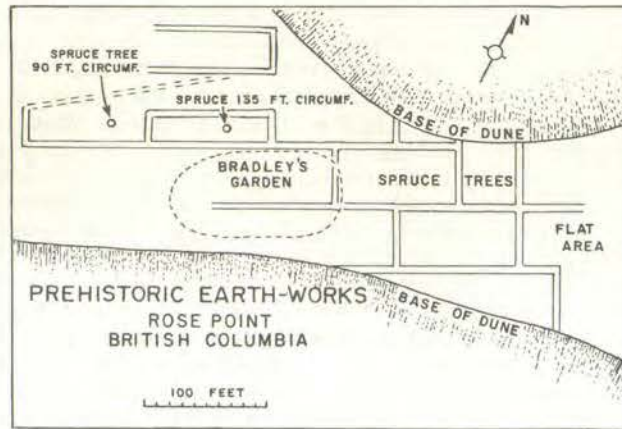 N
SPRUCE TREE
90 FT. CIRCUMF.
SPRUCE 135 FT. CIRCUMF.
BASE OF DUNE
BRADLEY'S
GARDEN
SPRUCE TREES
FLAT
AREA
BASE OF DUNE
PREHISTORIC EARTH-WORKS
ROSE POINT
BRITISH COLUMBIA
100 FEET